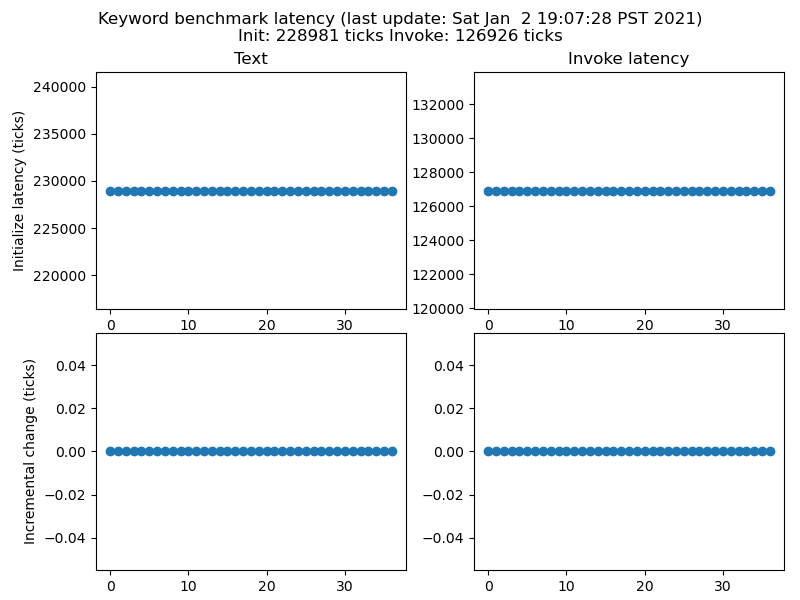 Keyword benchmark latency (last update: Sat Jan  2 19:07:28 PST 2021)
Init: 228981 ticks Invoke: 126926 ticks
Text
Initialize latency (ticks)
240000
235000
230000
225000
220000
0 10 20 30
Invoke latency
132000
130000
128000
126000
124000
122000
120000
0 10 20 30
Incremental change (ticks)
0.04
0.02
0.00
−0.02
−0.04
0 10 20 30
0.04
0.02
0.00
−0.02
−0.04
0 10 20 30